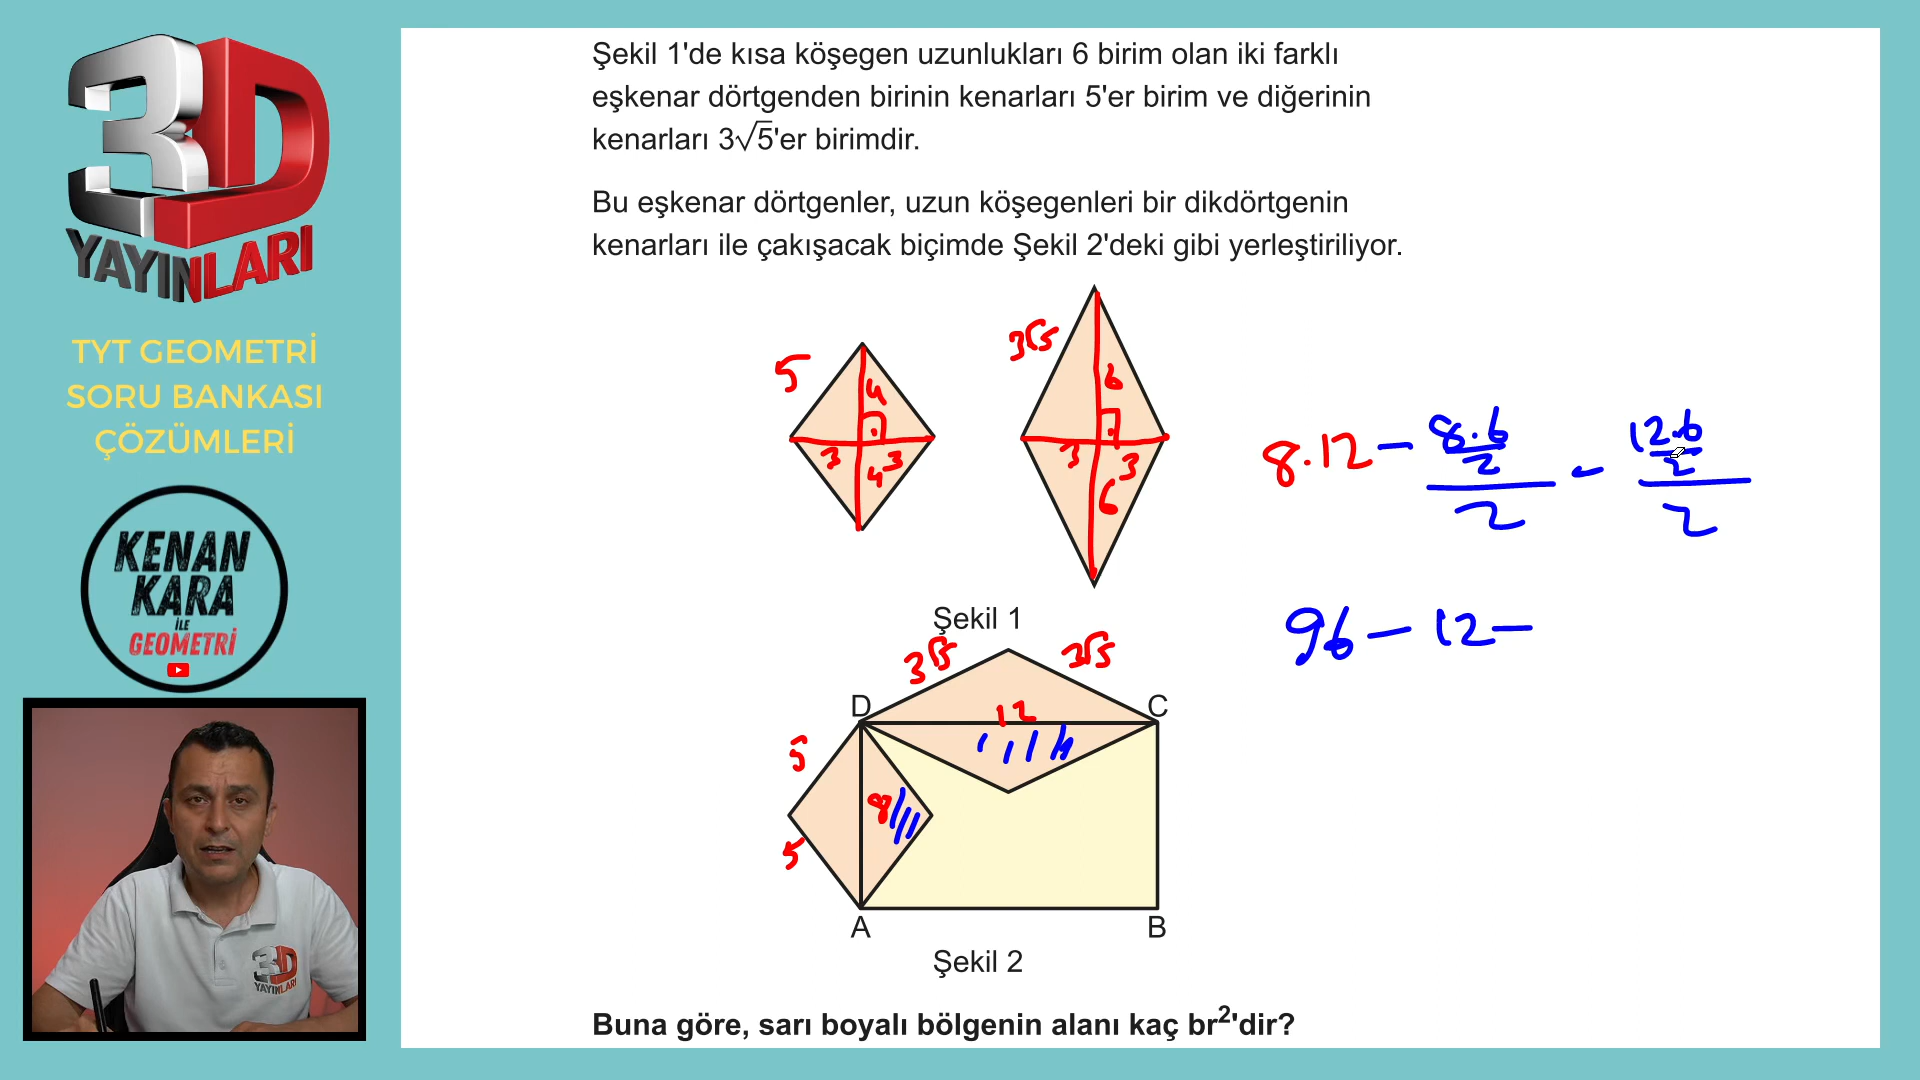 3D
YAYINLARI
TYT GEOMETRİ
SORU BANKASI
ÇÖZÜMLERİ
KENAN
KARA
İLE
GEOMETRİ
3D
YAYINLARI
Şekil 1'de kısa köşegen uzunlukları 6 birim olan iki farklı
eşkenar dörtgenden birinin kenarları 5'er birim ve diğerinin
kenarları 3√5'er birimdir.
Bu eşkenar dörtgenler, uzun köşegenleri bir dikdörtgenin
kenarları ile çakışacak biçimde Şekil 2'deki gibi yerleştiriliyor.
5
4
3
3
4
3√5
6
3
3
6
Şekil 1
8.12 - 8.6/2/2 - 12.6/2/2
96 - 12 -
3√5
3√5
D
C
12
5
8
5
A
B
Şekil 2
Buna göre, sarı boyalı bölgenin alanı kaç br²'dir?